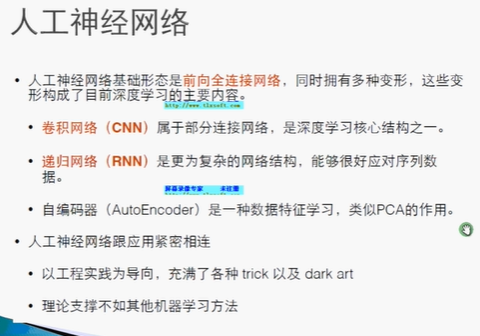 人工神经网络
• 人工神经网络基础形态是前向全连接网络，同时拥有多种变形，这些变
形构成了目前深度学习的主要内容。
http://www.tlxsoft.com
• 卷积网络（CNN）属于部分连接网络，是深度学习核心结构之一。
• 递归网络（RNN）是更为复杂的网络结构，能够很好应对序列数
据。
屏幕录像专家 未注册
• 自编码器（AutoEncoder）是一种数据特征学习，类似PCA的作用。
• 人工神经网络跟应用紧密相连
• 以工程实践为导向，充满了各种 trick 以及 dark art
• 理论支撑不如其他机器学习方法